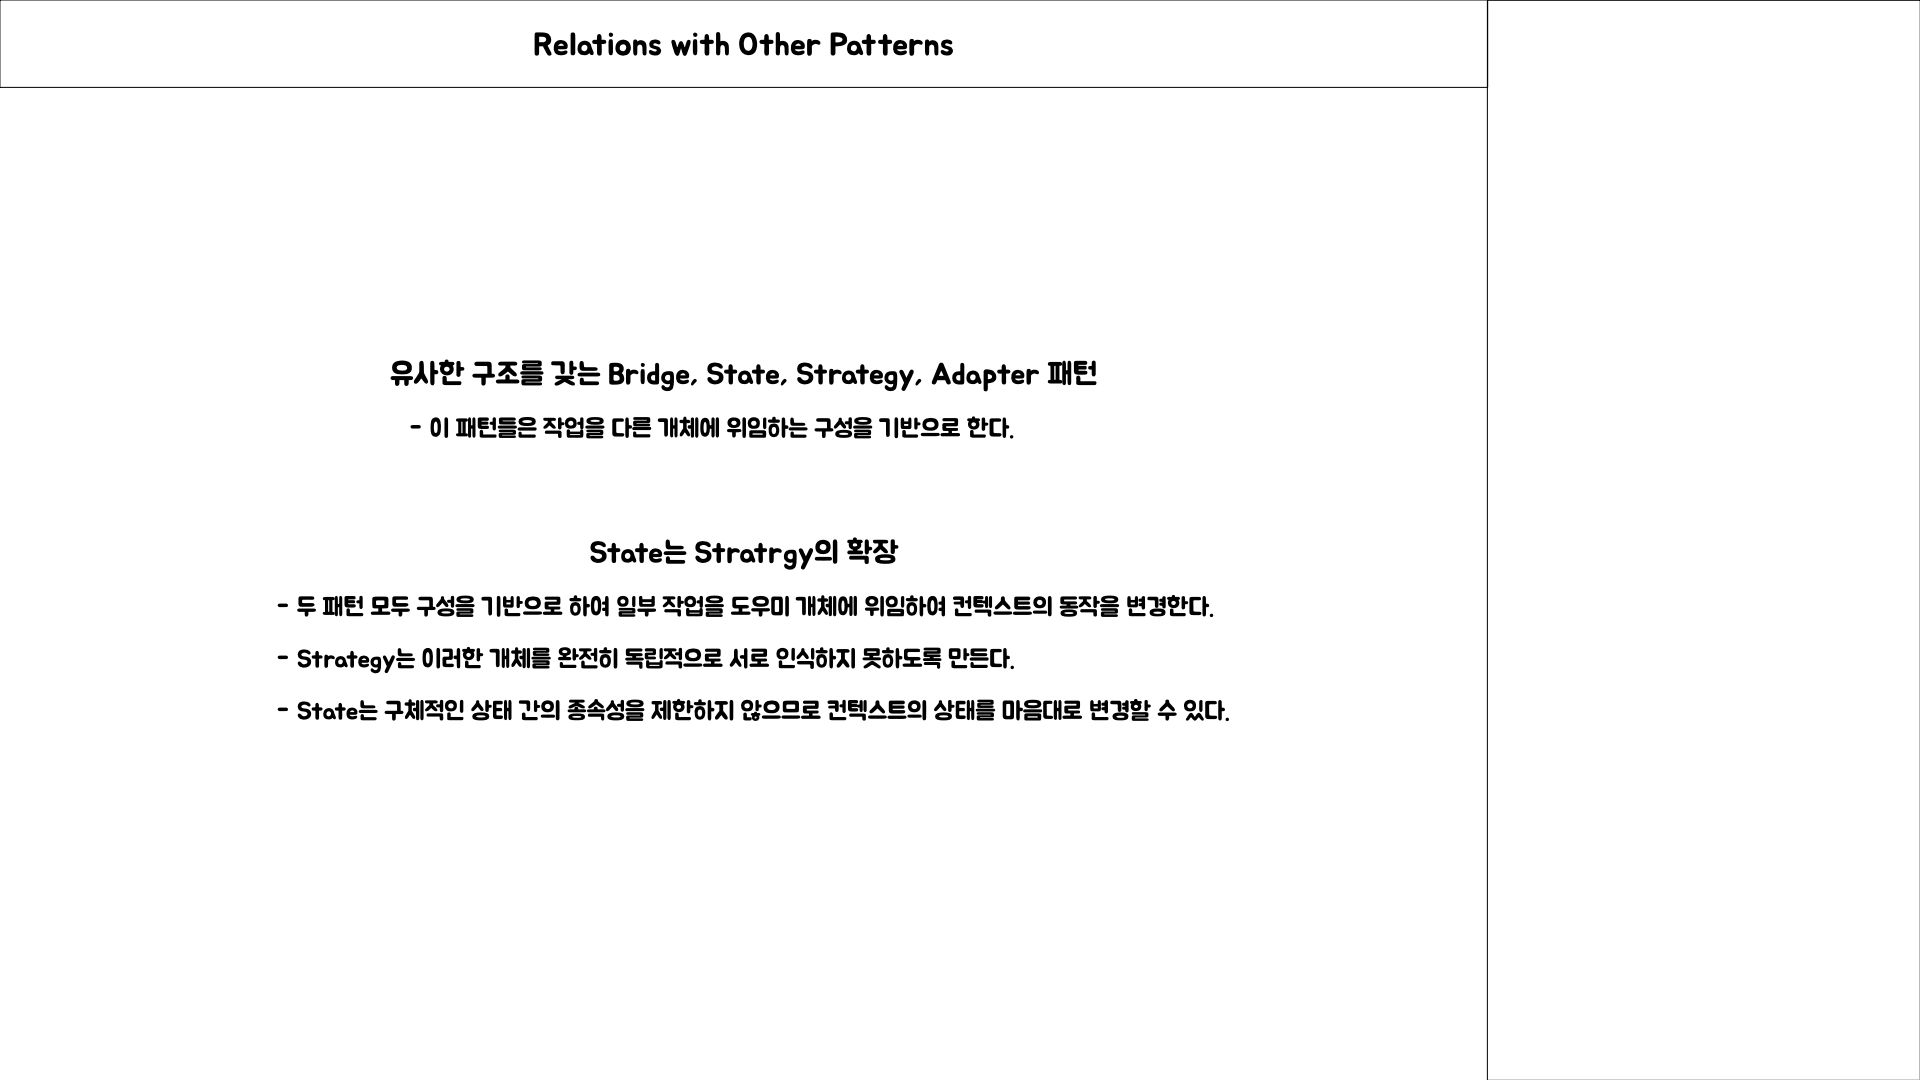 Relations with Other Patterns
유사한 구조를 갖는 Bridge, State, Strategy, Adapter 패턴
- 이 패턴들은 작업을 다른 개체에 위임하는 구성을 기반으로 한다.
State는 Stratrgy의 확장
- 두 패턴 모두 구성을 기반으로 하여 일부 작업을 도우미 개체에 위임하여 컨텍스트의 동작을 변경한다.
- Strategy는 이러한 개체를 완전히 독립적으로 서로 인식하지 못하도록 만든다.
- State는 구체적인 상태 간의 종속성을 제한하지 않으므로 컨텍스트의 상태를 마음대로 변경할 수 있다.